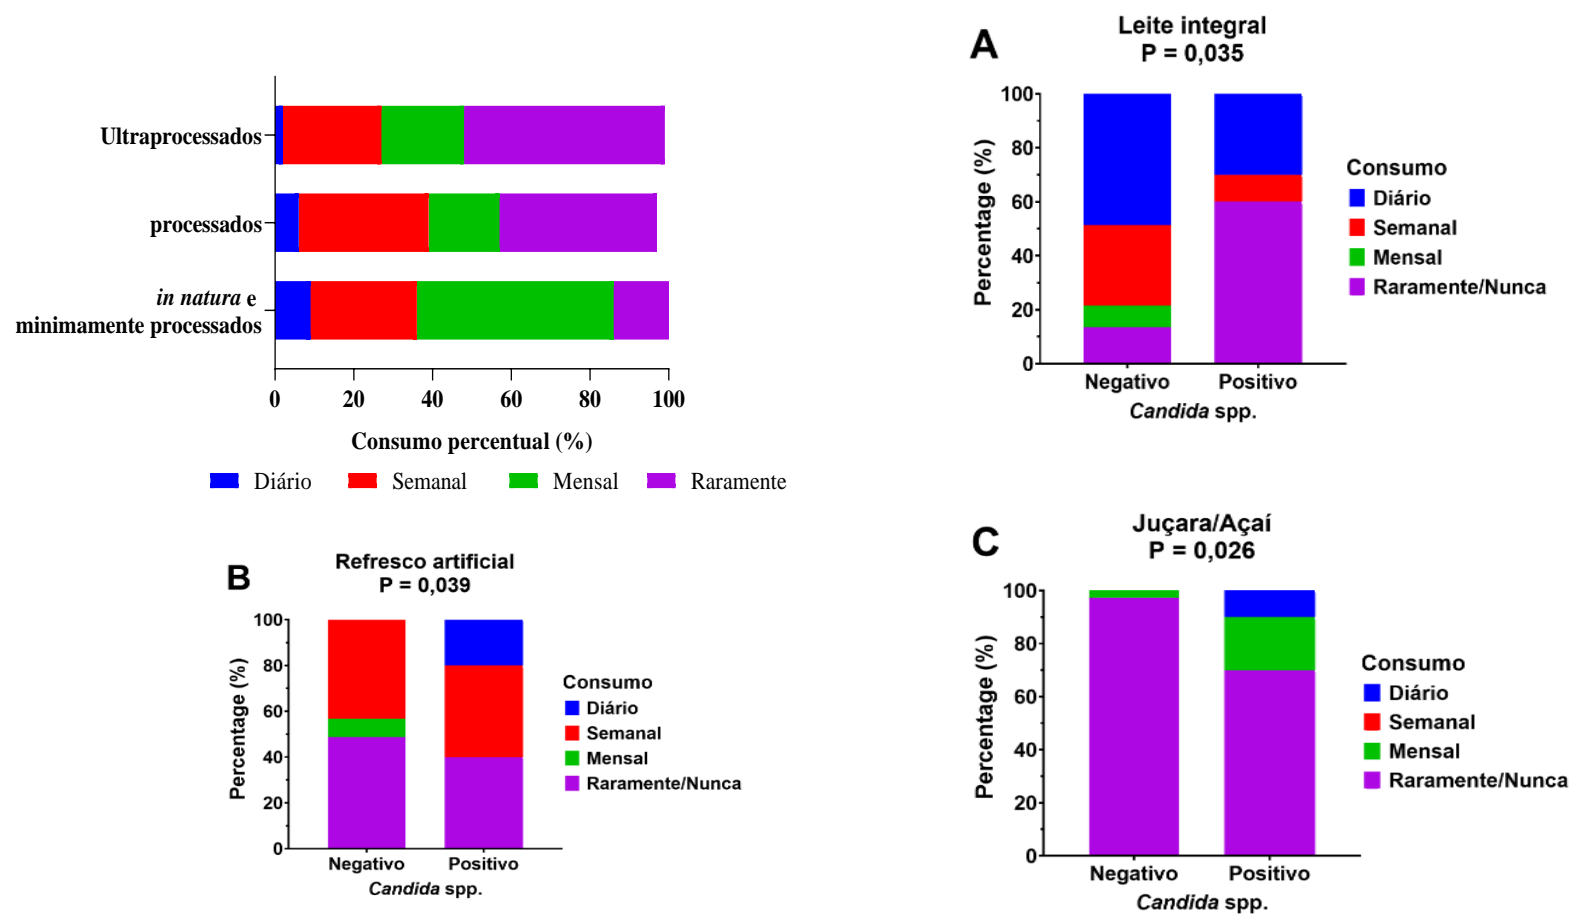 Ultraprocessados
processados
in natura e
minimamente processados
0 20 40 60 80 100
Consumo percentual (%)
Diário Semanal Mensal Raramente
A
Leite integral
P = 0,035
Percentage (%)
100
80
60
40
20
0
Negativo Positivo
Candida spp.
Consumo
Diário
Semanal
Mensal
Raramente/Nunca
B
Refresco artificial
P = 0,039
Percentage (%)
100
80
60
40
20
0
Negativo Positivo
Candida spp.
Consumo
Diário
Semanal
Mensal
Raramente/Nunca
C
Juçara/Açaí
P = 0,026
Percentage (%)
100
80
60
40
20
0
Negativo Positivo
Candida spp.
Consumo
Diário
Semanal
Mensal
Raramente/Nunca